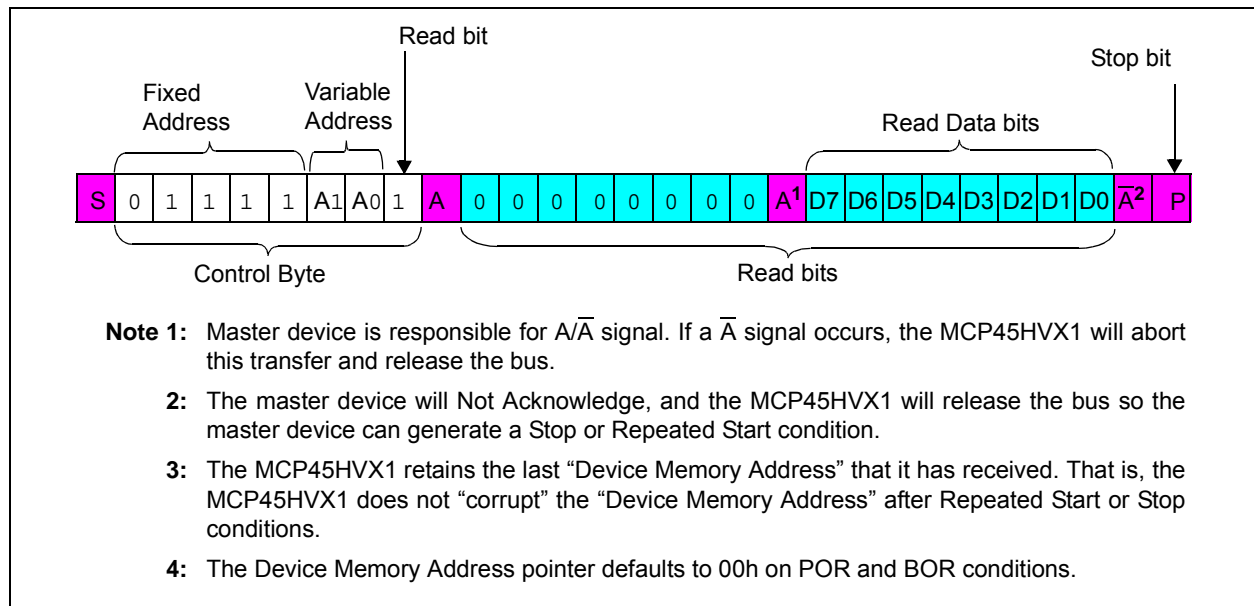 Read bit
Stop bit
Fixed Address
Variable Address
Read Data bits
S 0 1 1 1 1 A1 A0 1 A 0 0 0 0 0 0 0 0 A¹ D7 D6 D5 D4 D3 D2 D1 D0 A̅² P
Control Byte
Read bits
Note 1: Master device is responsible for A/A̅ signal. If a A̅ signal occurs, the MCP45HVX1 will abort
this transfer and release the bus.
2: The master device will Not Acknowledge, and the MCP45HVX1 will release the bus so the
master device can generate a Stop or Repeated Start condition.
3: The MCP45HVX1 retains the last “Device Memory Address” that it has received. That is, the
MCP45HVX1 does not “corrupt” the “Device Memory Address” after Repeated Start or Stop
conditions.
4: The Device Memory Address pointer defaults to 00h on POR and BOR conditions.